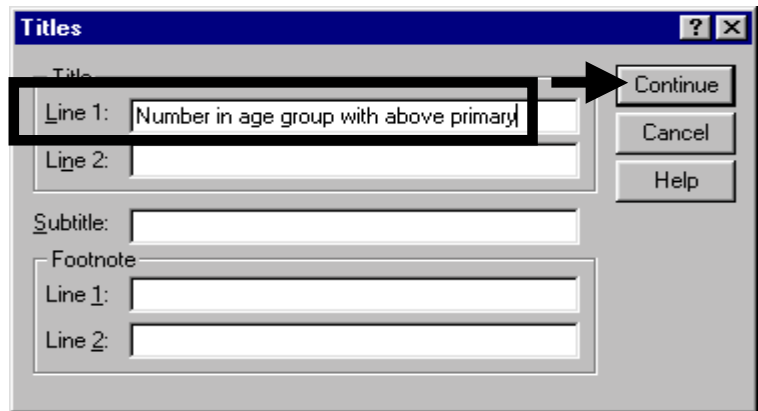 Titles
Title
Line 1: Number in age group with above primary
Line 2:
Subtitle:
Footnote
Line 1:
Line 2:
Continue
Cancel
Help